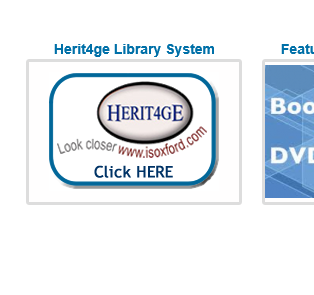 Herit4ge Library System
HERIT4GE
Look closer www.isoxford.com
Click HERE
Featu
Boo
DVD